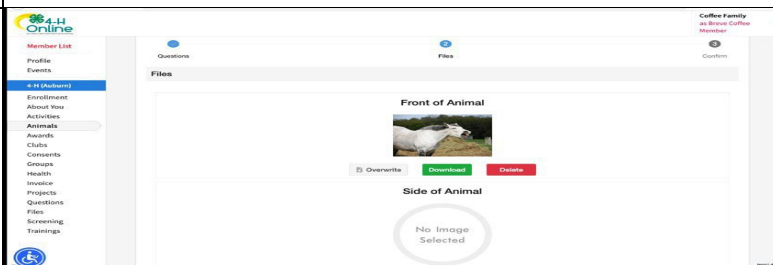 4-H
Online
Coffee Family
as Breve Coffee
Member
Member List
Profile
Events
4-H (Auburn)
Enrollment
About You
Activities
Animals
Awards
Clubs
Consents
Groups
Health
Invoice
Projects
Questions
Files
Screening
Trainings
2
3
Questions
Files
Confirm
Files
Front of Animal
Overwrite
Download
Delete
Side of Animal
No Image
Selected